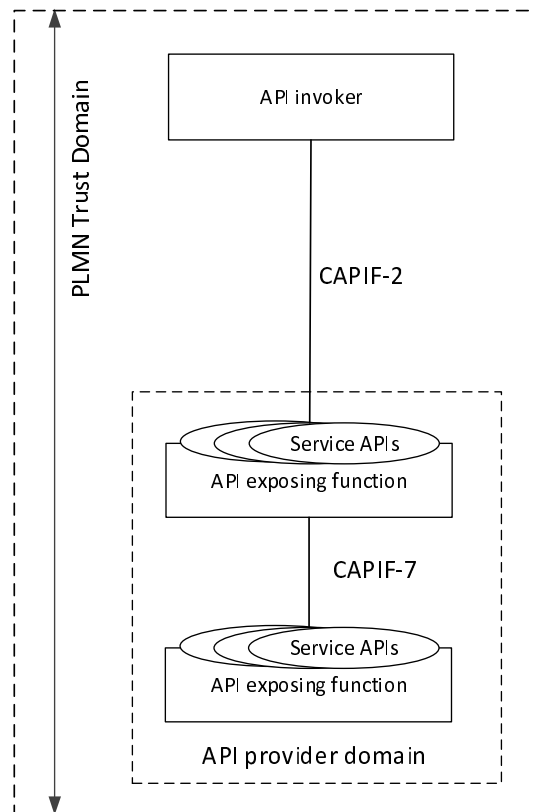 API invoker
PLMN Trust Domain
CAPIF-2
Service APIs
API exposing function
CAPIF-7
Service APIs
API exposing function
API provider domain